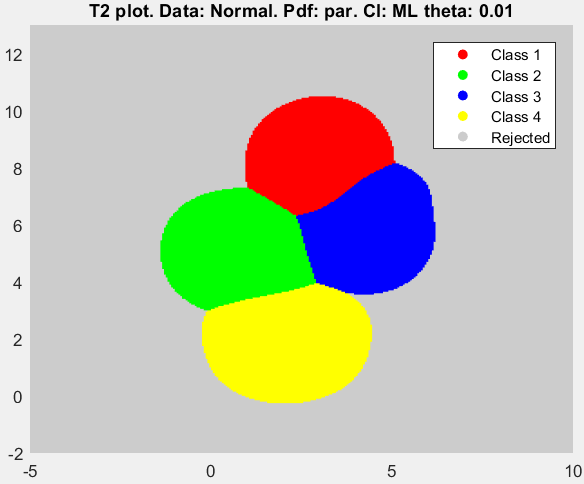 T2 plot. Data: Normal. Pdf: par. Cl: ML theta: 0.01
12
10
8
6
4
2
0
-2
-5
0
5
10
Class 1
Class 2
Class 3
Class 4
Rejected